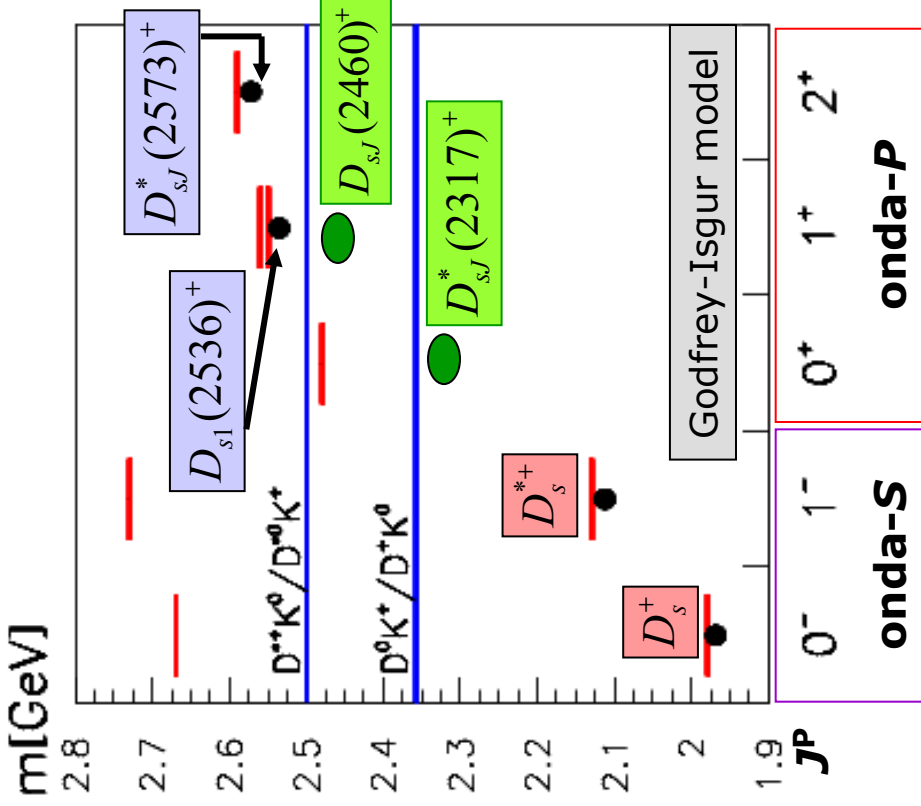 m[GeV]
2.8
2.7
2.6
2.5
2.4
2.3
2.2
2.1
2
1.9
D*_sJ(2573)⁺
D_s1(2536)⁺
D_sJ(2460)⁺
D*⁺K⁰/D*⁰K⁺
D*_sJ(2317)⁺
D⁰K⁺/D⁺K⁰
D_s*⁺
D_s⁺
Godfrey-Isgur model
Jᴾ 0⁻ 1⁻ 0⁺ 1⁺ 2⁺
onda-S onda-P